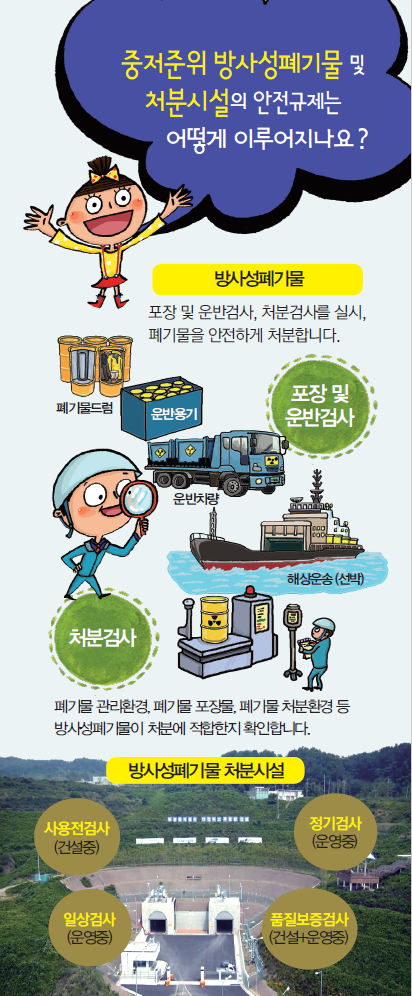 중저준위 방사성폐기물 및
처분시설의 안전규제는
어떻게 이루어지나요?
방사성폐기물
포장 및 운반검사, 처분검사를 실시,
폐기물을 안전하게 처분합니다.
폐기물드럼
운반용기
포장 및
운반검사
운반차량
해상운송 (선박)
처분검사
폐기물 관리환경, 폐기물 포장물, 폐기물 처분환경 등
방사성폐기물이 처분에 적합한지 확인합니다.
방사성폐기물 처분시설
사용전검사
(건설중)
정기검사
(운영중)
일상검사
(운영중)
품질보증검사
(건설+운영중)